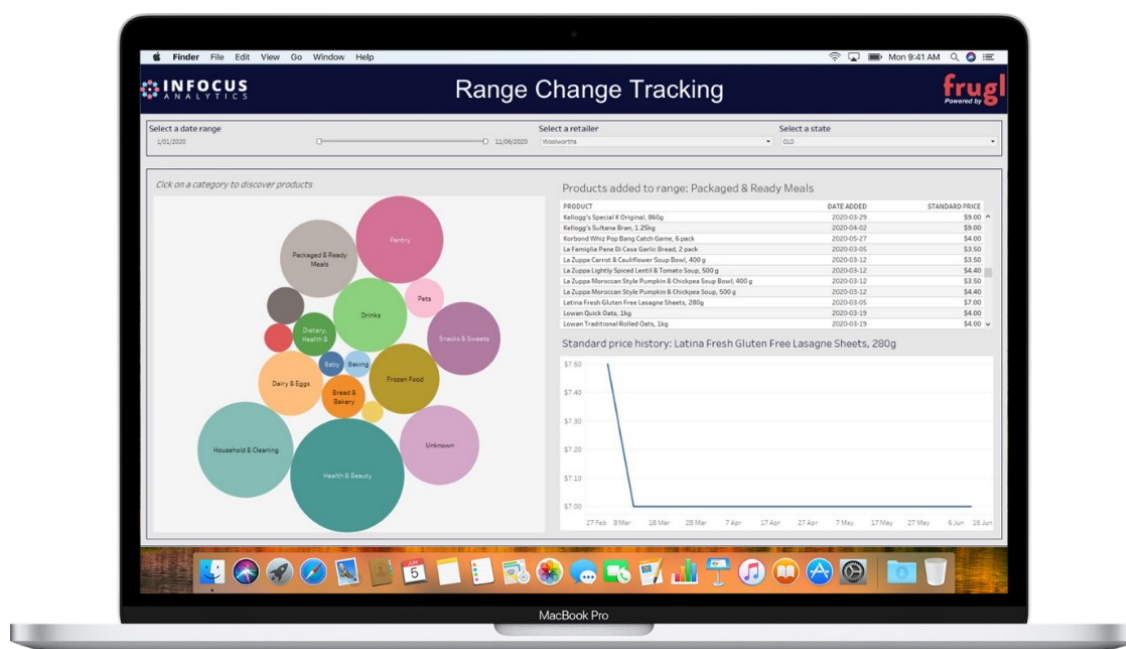 Finder File Edit View Go Window Help
Mon 9:41 AM
INFOCUS
ANALYTICS
Range Change Tracking
frugl
Powered by
Select a date range
Select a retailer
Select a state
1/01/2020
11/06/2020
Woolworths
QLD
Click on a category to discover products
Pantry
Packaged & Ready
Meals
Pets
Drinks
Dietary,
Health &
Snacks & Sweets
Baby
Baking
Frozen Food
Dairy & Eggs
Bread &
Bakery
Household & Cleaning
Unknown
Health & Beauty
Products added to range: Packaged & Ready Meals
PRODUCT DATE ADDED STANDARD PRICE
Kellogg's Special K Original, 860g 2020-03-29 $9.00
Kellogg's Sultana Bran, 1.25kg 2020-04-02 $9.00
Korbond Whiz Pop Bang Catch Game, 6 pack 2020-05-27 $4.00
La Famiglia Pane Di Casa Garlic Bread, 2 pack 2020-03-05 $3.50
La Zuppa Carrot & Cauliflower Soup Bowl, 400 g 2020-03-12 $3.50
La Zuppa Lightly Spiced Lentil & Tomato Soup, 500 g 2020-03-12 $4.40
La Zuppa Moroccan Style Pumpkin & Chickpea Soup Bowl, 400 g 2020-03-12 $3.50
La Zuppa Moroccan Style Pumpkin & Chickpea Soup, 500 g 2020-03-12 $4.40
Latina Fresh Gluten Free Lasagne Sheets, 280g 2020-03-05 $7.00
Lowan Quick Oats, 1kg 2020-03-19 $4.00
Lowan Traditional Rolled Oats, 1kg 2020-03-19 $4.00
Standard price history: Latina Fresh Gluten Free Lasagne Sheets, 280g
$7.50
$7.40
$7.30
$7.20
$7.10
$7.00
27 Feb 8 Mar 18 Mar 28 Mar 7 Apr 17 Apr 27 Apr 7 May 17 May 27 May 6 Jun 16 Jun
JUN
5
MacBook Pro